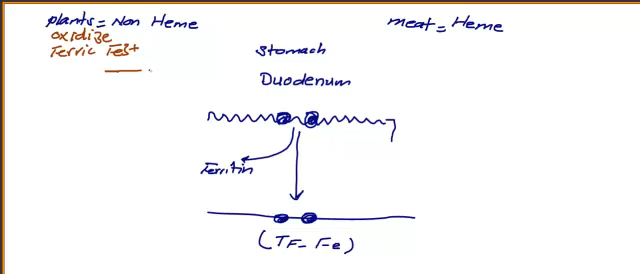 plants = Non Heme
oxidize
Ferric Fe3+
meat = Heme
Stomach
Duodenum
Ferritin
(TF- Fe)